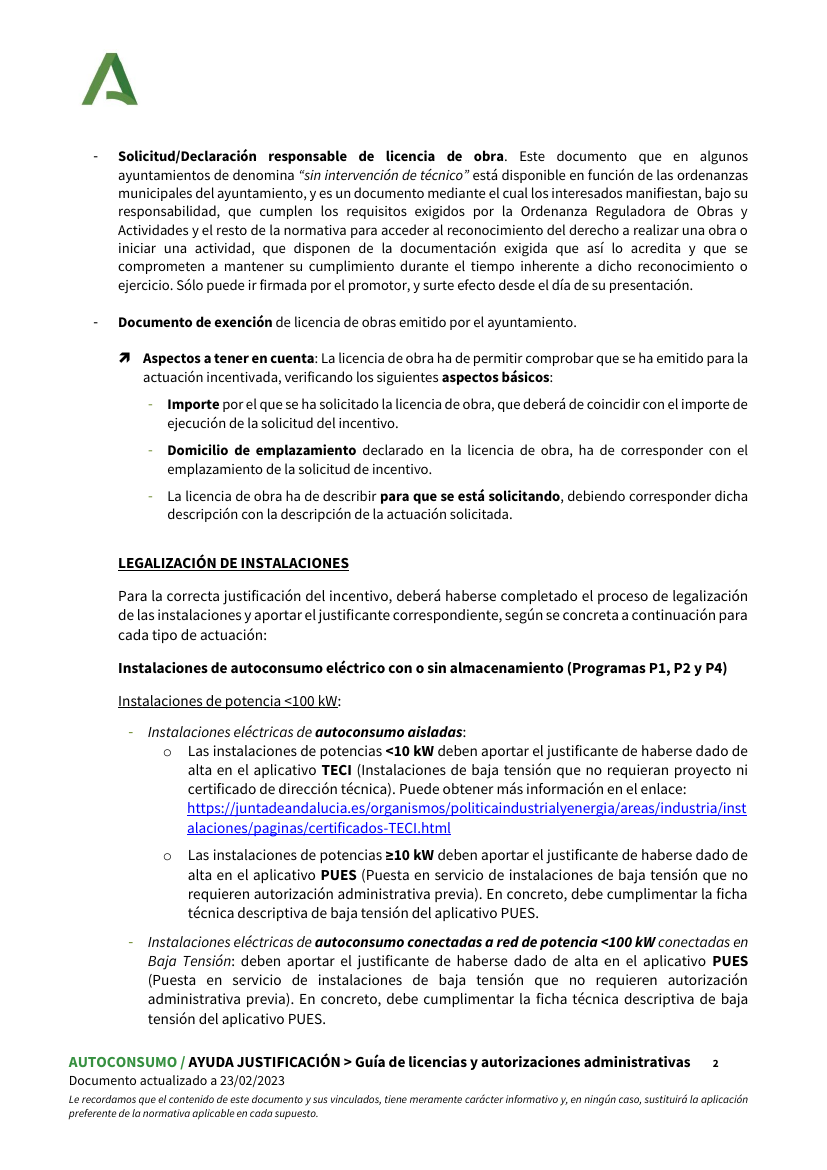 - Solicitud/Declaración responsable de licencia de obra. Este documento que en algunos
ayuntamientos de denomina “sin intervención de técnico” está disponible en función de las ordenanzas
municipales del ayuntamiento, y es un documento mediante el cual los interesados manifiestan, bajo su
responsabilidad, que cumplen los requisitos exigidos por la Ordenanza Reguladora de Obras y
Actividades y el resto de la normativa para acceder al reconocimiento del derecho a realizar una obra o
iniciar una actividad, que disponen de la documentación exigida que así lo acredita y que se
comprometen a mantener su cumplimiento durante el tiempo inherente a dicho reconocimiento o
ejercicio. Sólo puede ir firmada por el promotor, y surte efecto desde el día de su presentación.
- Documento de exención de licencia de obras emitido por el ayuntamiento.
🡵 Aspectos a tener en cuenta: La licencia de obra ha de permitir comprobar que se ha emitido para la
actuación incentivada, verificando los siguientes aspectos básicos:
- Importe por el que se ha solicitado la licencia de obra, que deberá de coincidir con el importe de
ejecución de la solicitud del incentivo.
- Domicilio de emplazamiento declarado en la licencia de obra, ha de corresponder con el
emplazamiento de la solicitud de incentivo.
- La licencia de obra ha de describir para que se está solicitando, debiendo corresponder dicha
descripción con la descripción de la actuación solicitada.
LEGALIZACIÓN DE INSTALACIONES
Para la correcta justificación del incentivo, deberá haberse completado el proceso de legalización
de las instalaciones y aportar el justificante correspondiente, según se concreta a continuación para
cada tipo de actuación:
Instalaciones de autoconsumo eléctrico con o sin almacenamiento (Programas P1, P2 y P4)
Instalaciones de potencia <100 kW:
- Instalaciones eléctricas de autoconsumo aisladas:
o Las instalaciones de potencias <10 kW deben aportar el justificante de haberse dado de
alta en el aplicativo TECI (Instalaciones de baja tensión que no requieran proyecto ni
certificado de dirección técnica). Puede obtener más información en el enlace:
https://juntadeandalucia.es/organismos/politicaindustrialyenergia/areas/industria/inst
alaciones/paginas/certificados-TECI.html
o Las instalaciones de potencias ≥10 kW deben aportar el justificante de haberse dado de
alta en el aplicativo PUES (Puesta en servicio de instalaciones de baja tensión que no
requieren autorización administrativa previa). En concreto, debe cumplimentar la ficha
técnica descriptiva de baja tensión del aplicativo PUES.
- Instalaciones eléctricas de autoconsumo conectadas a red de potencia <100 kW conectadas en
Baja Tensión: deben aportar el justificante de haberse dado de alta en el aplicativo PUES
(Puesta en servicio de instalaciones de baja tensión que no requieren autorización
administrativa previa). En concreto, debe cumplimentar la ficha técnica descriptiva de baja
tensión del aplicativo PUES.
AUTOCONSUMO / AYUDA JUSTIFICACIÓN > Guía de licencias y autorizaciones administrativas 2
Documento actualizado a 23/02/2023
Le recordamos que el contenido de este documento y sus vinculados, tiene meramente carácter informativo y, en ningún caso, sustituirá la aplicación
preferente de la normativa aplicable en cada supuesto.